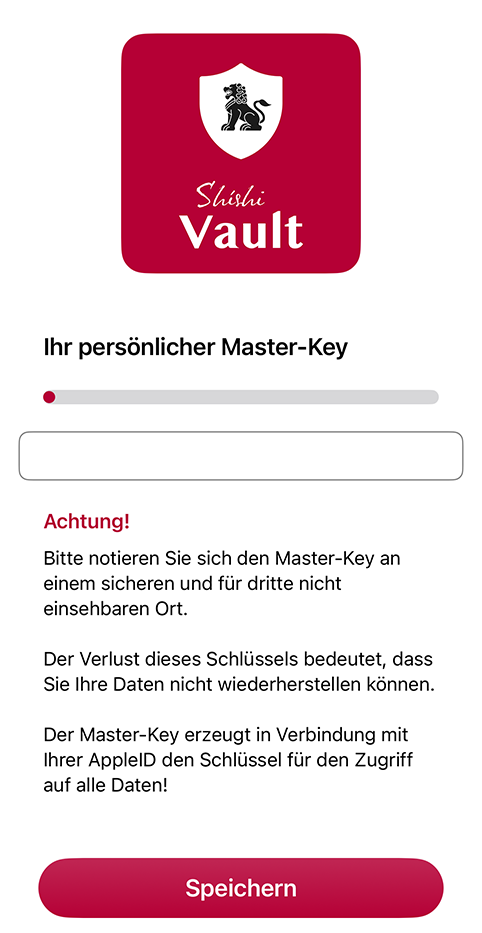 Shishi
Vault
Ihr persönlicher Master-Key
Achtung!
Bitte notieren Sie sich den Master-Key an
einem sicheren und für dritte nicht
einsehbaren Ort.
Der Verlust dieses Schlüssels bedeutet, dass
Sie Ihre Daten nicht wiederherstellen können.
Der Master-Key erzeugt in Verbindung mit
Ihrer AppleID den Schlüssel für den Zugriff
auf alle Daten!
Speichern